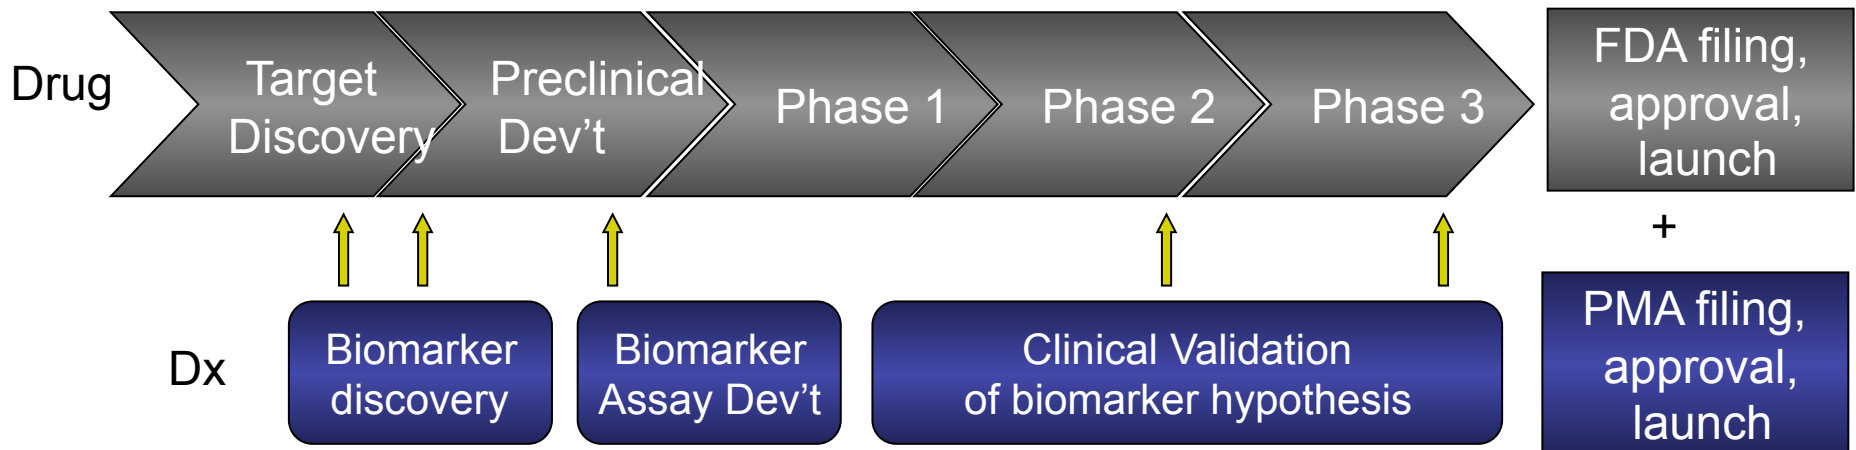 Drug
Target
Discovery
Preclinical
Dev’t
Phase 1
Phase 2
Phase 3
FDA filing,
approval,
launch
+
Dx
Biomarker
discovery
Biomarker
Assay Dev’t
Clinical Validation
of biomarker hypothesis
PMA filing,
approval,
launch